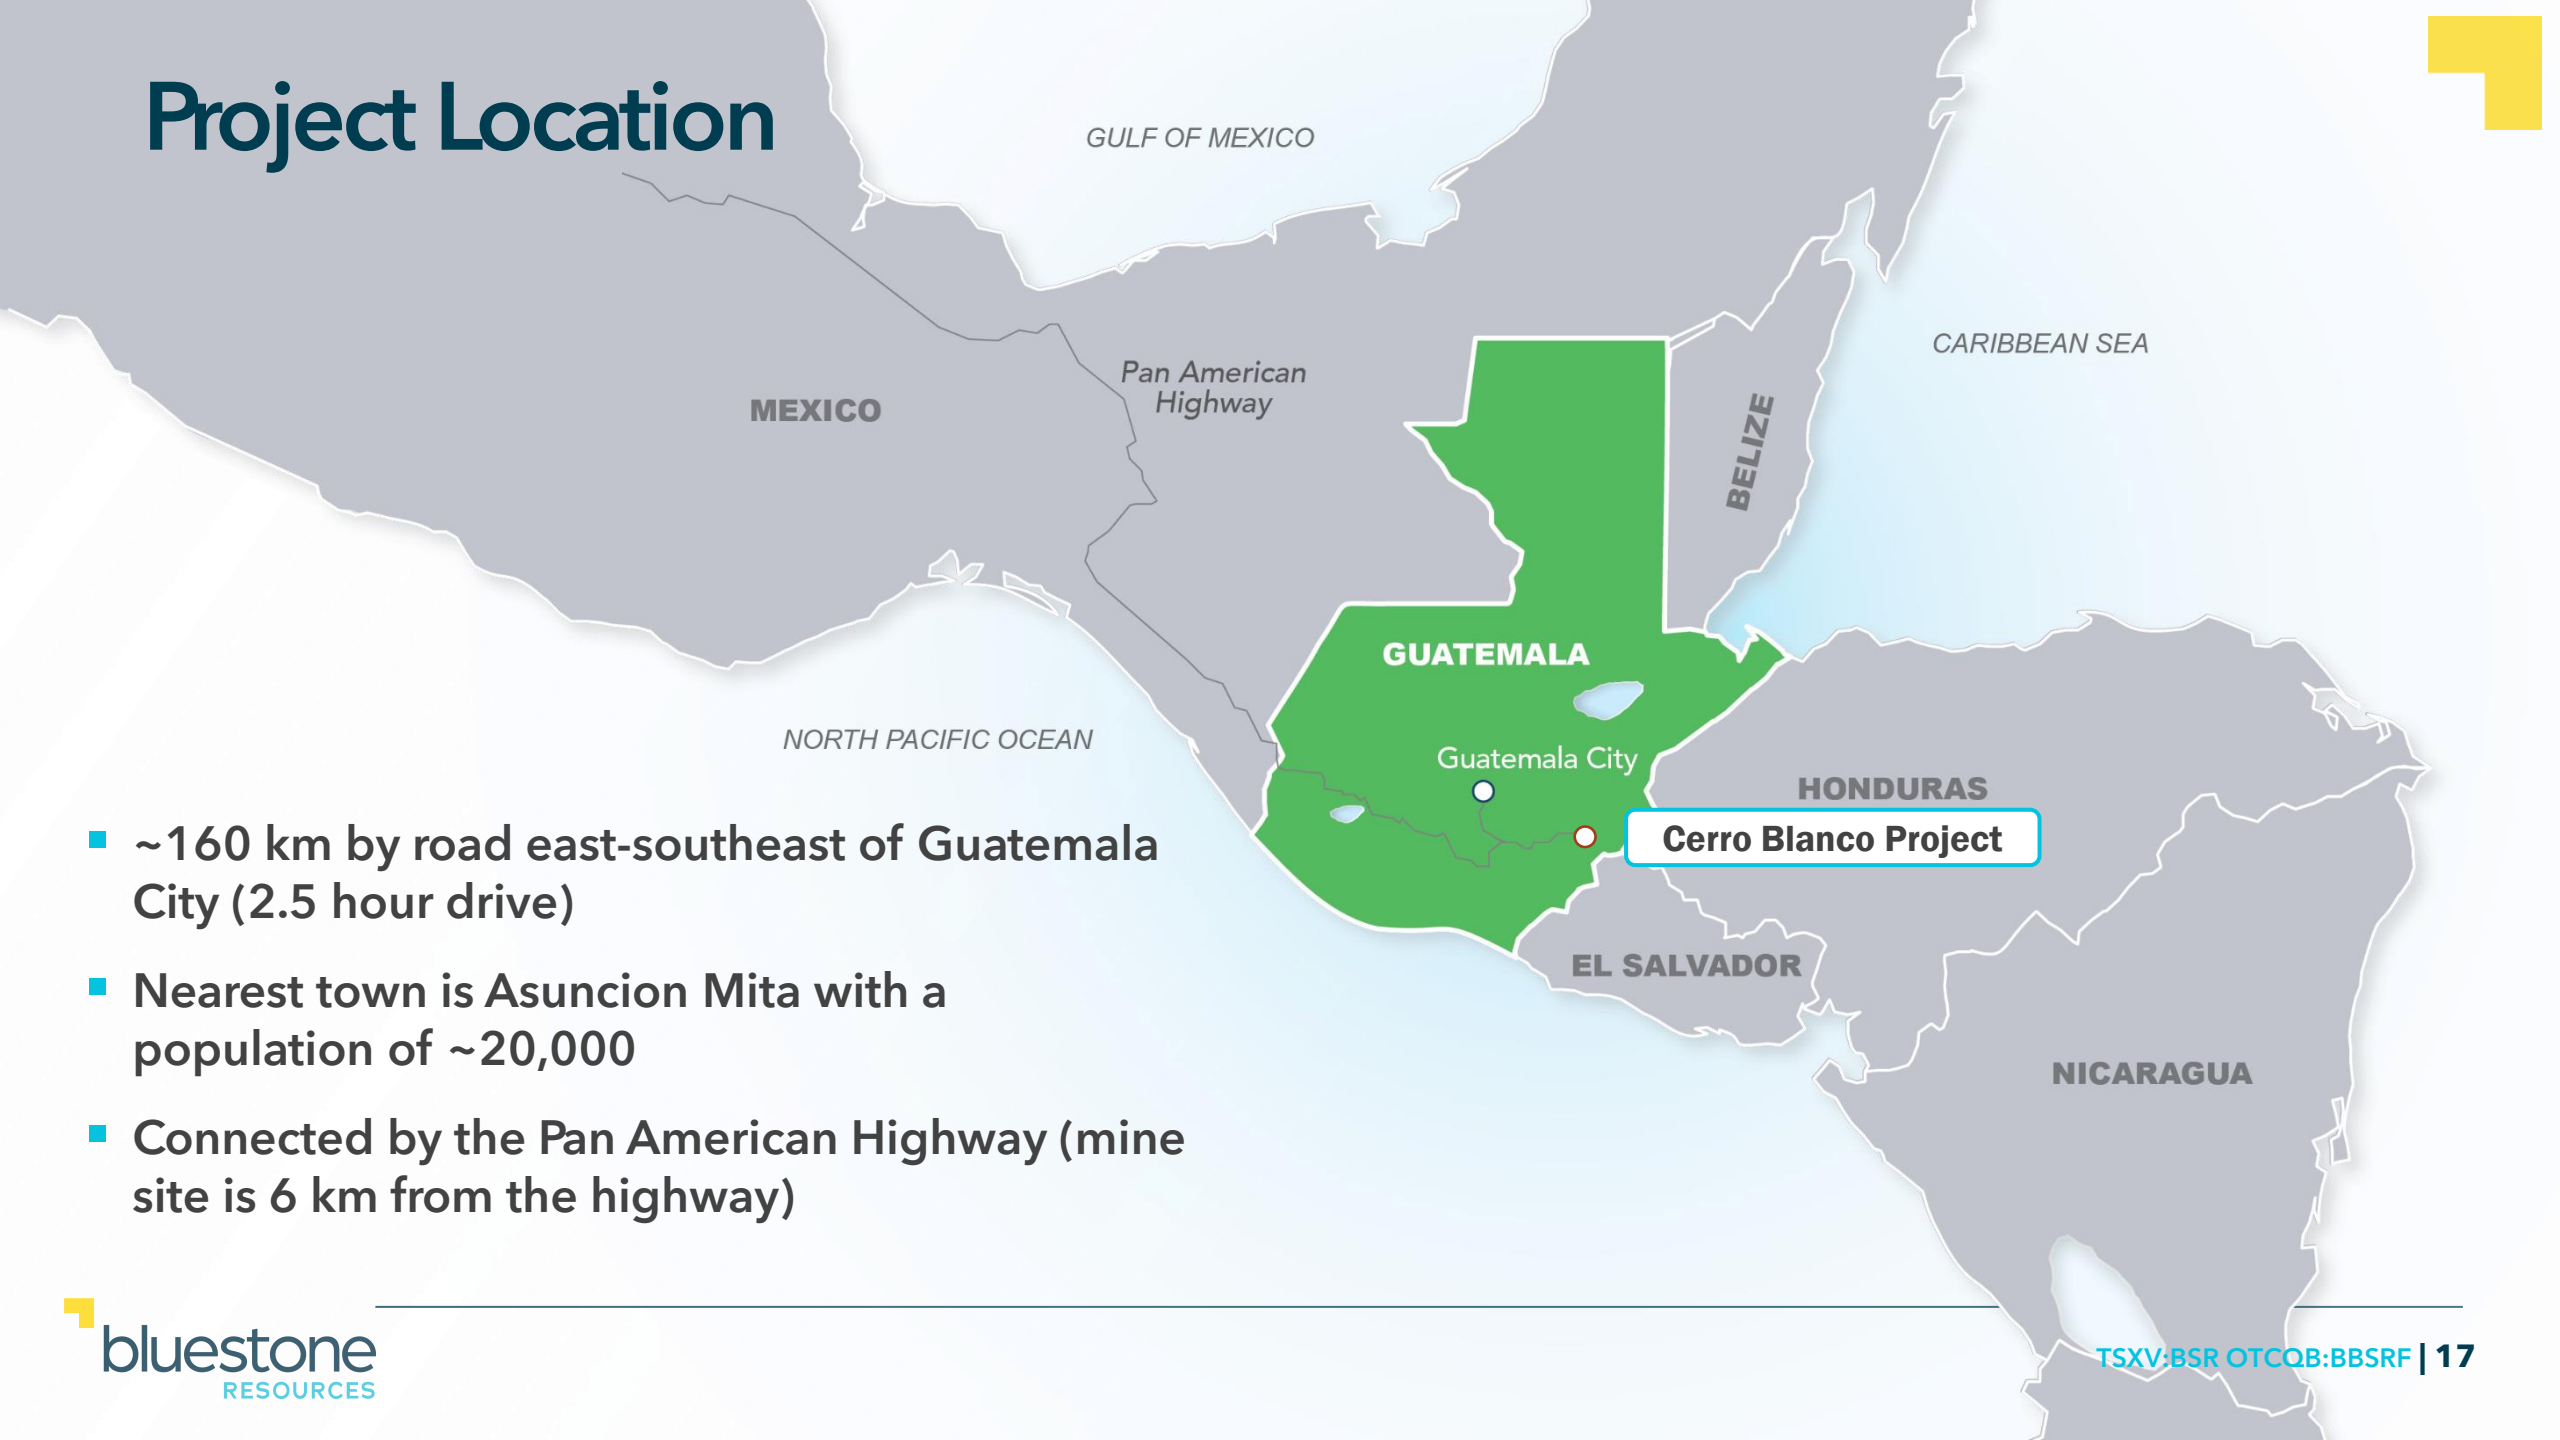 Project Location
GULF OF MEXICO
CARIBBEAN SEA
Pan American
Highway
MEXICO
BELIZE
GUATEMALA
NORTH PACIFIC OCEAN
Guatemala City
HONDURAS
Cerro Blanco Project
EL SALVADOR
NICARAGUA
~160 km by road east-southeast of Guatemala
City (2.5 hour drive)
Nearest town is Asuncion Mita with a
population of ~20,000
Connected by the Pan American Highway (mine
site is 6 km from the highway)
bluestone
RESOURCES
TSXV:BSR OTCQB:BBSRF | 17